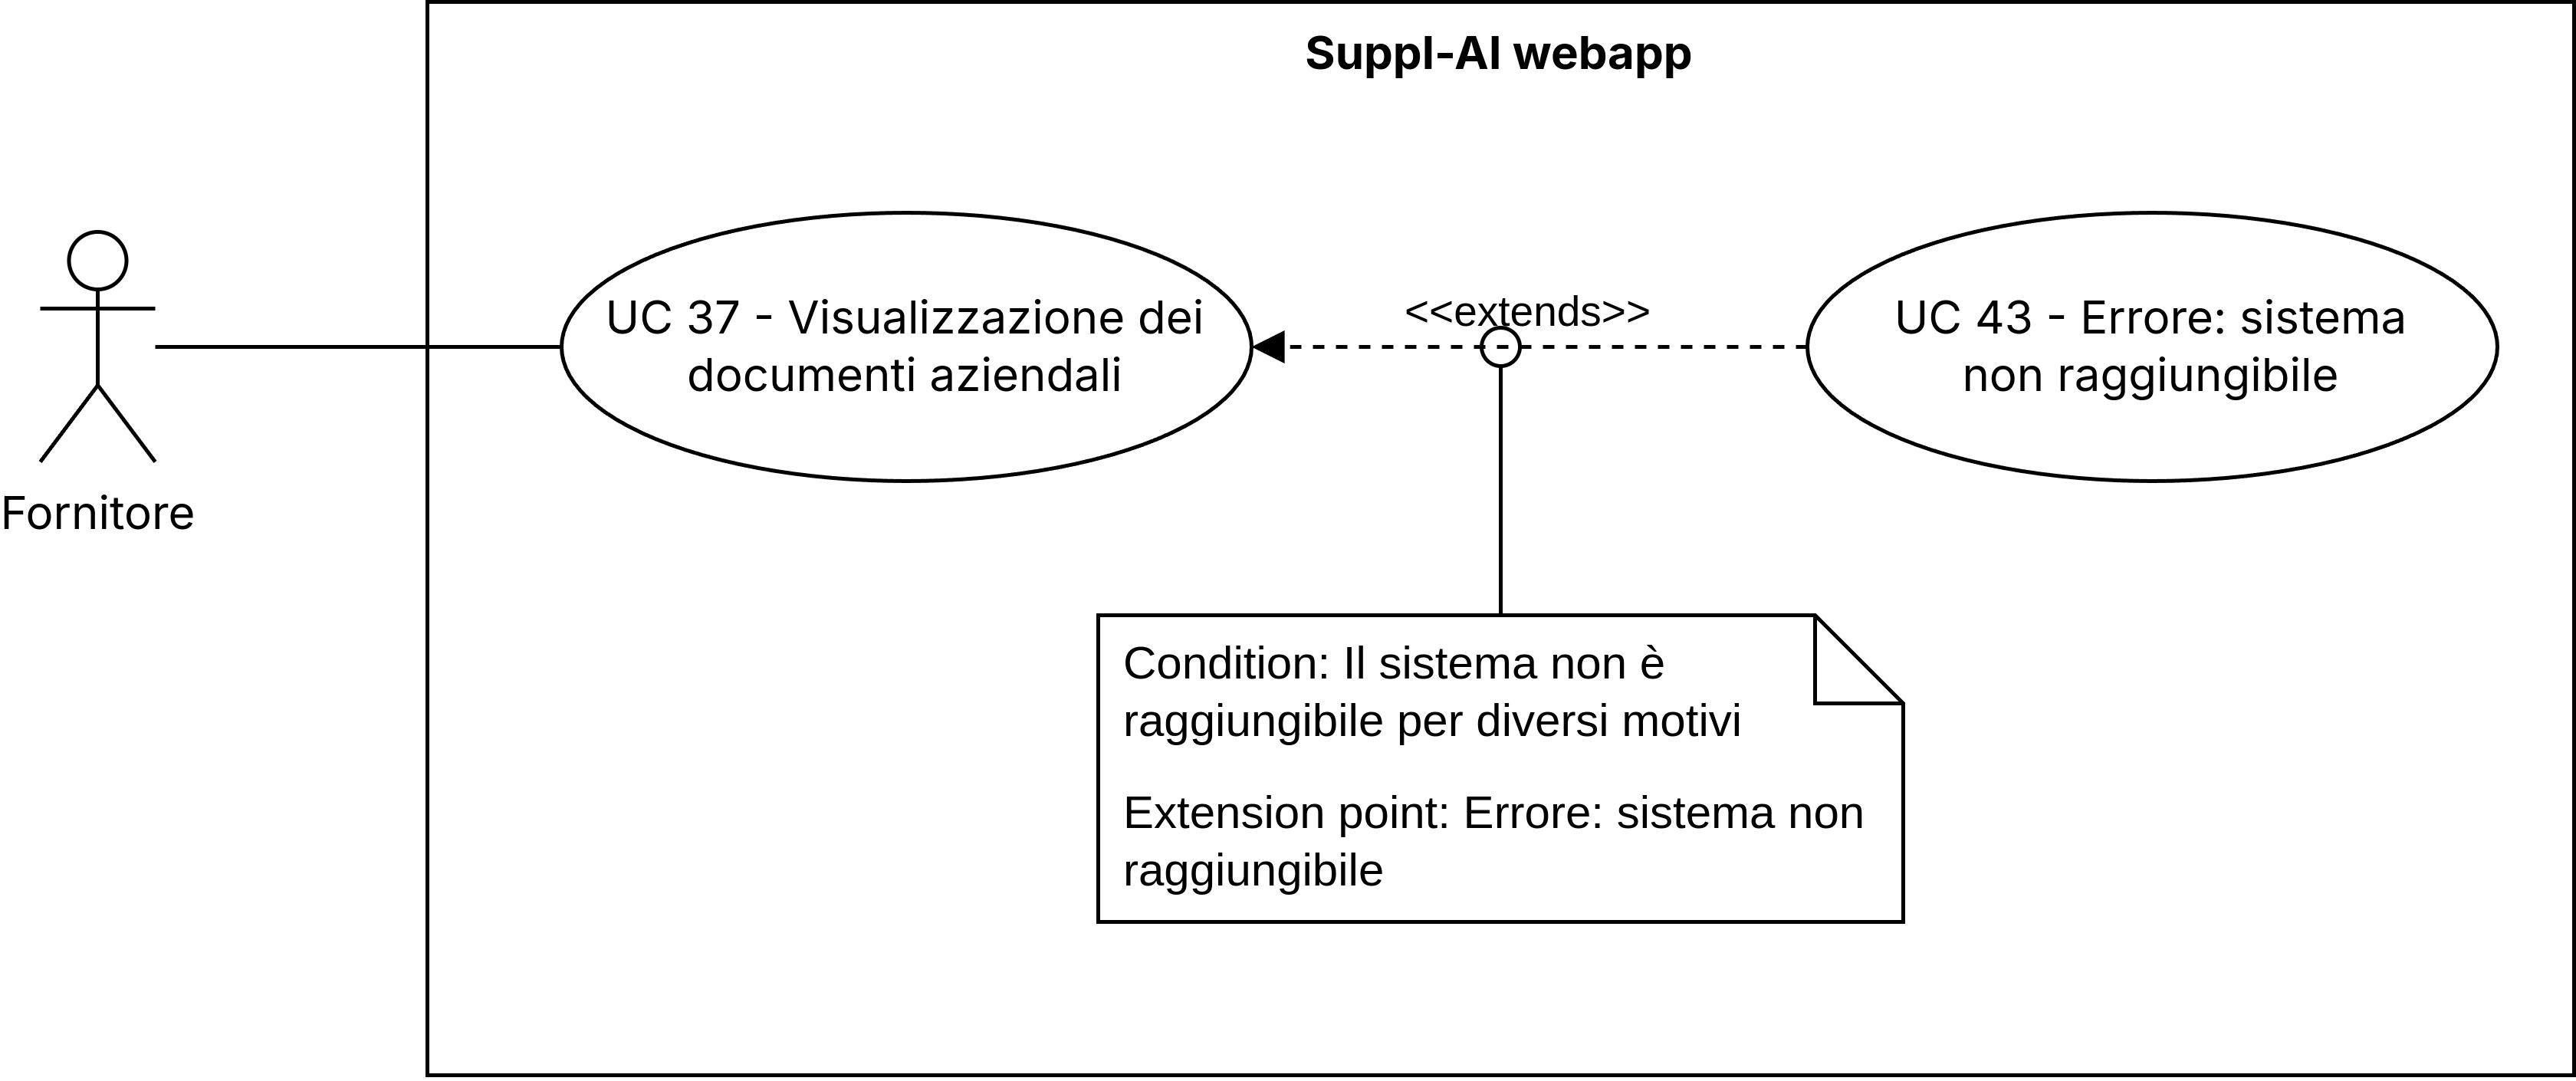 Suppl-AI webapp
Fornitore
UC 37 - Visualizzazione dei
documenti aziendali
<<extends>>
UC 43 - Errore: sistema
non raggiungibile
Condition: Il sistema non è
raggiungibile per diversi motivi
Extension point: Errore: sistema non
raggiungibile